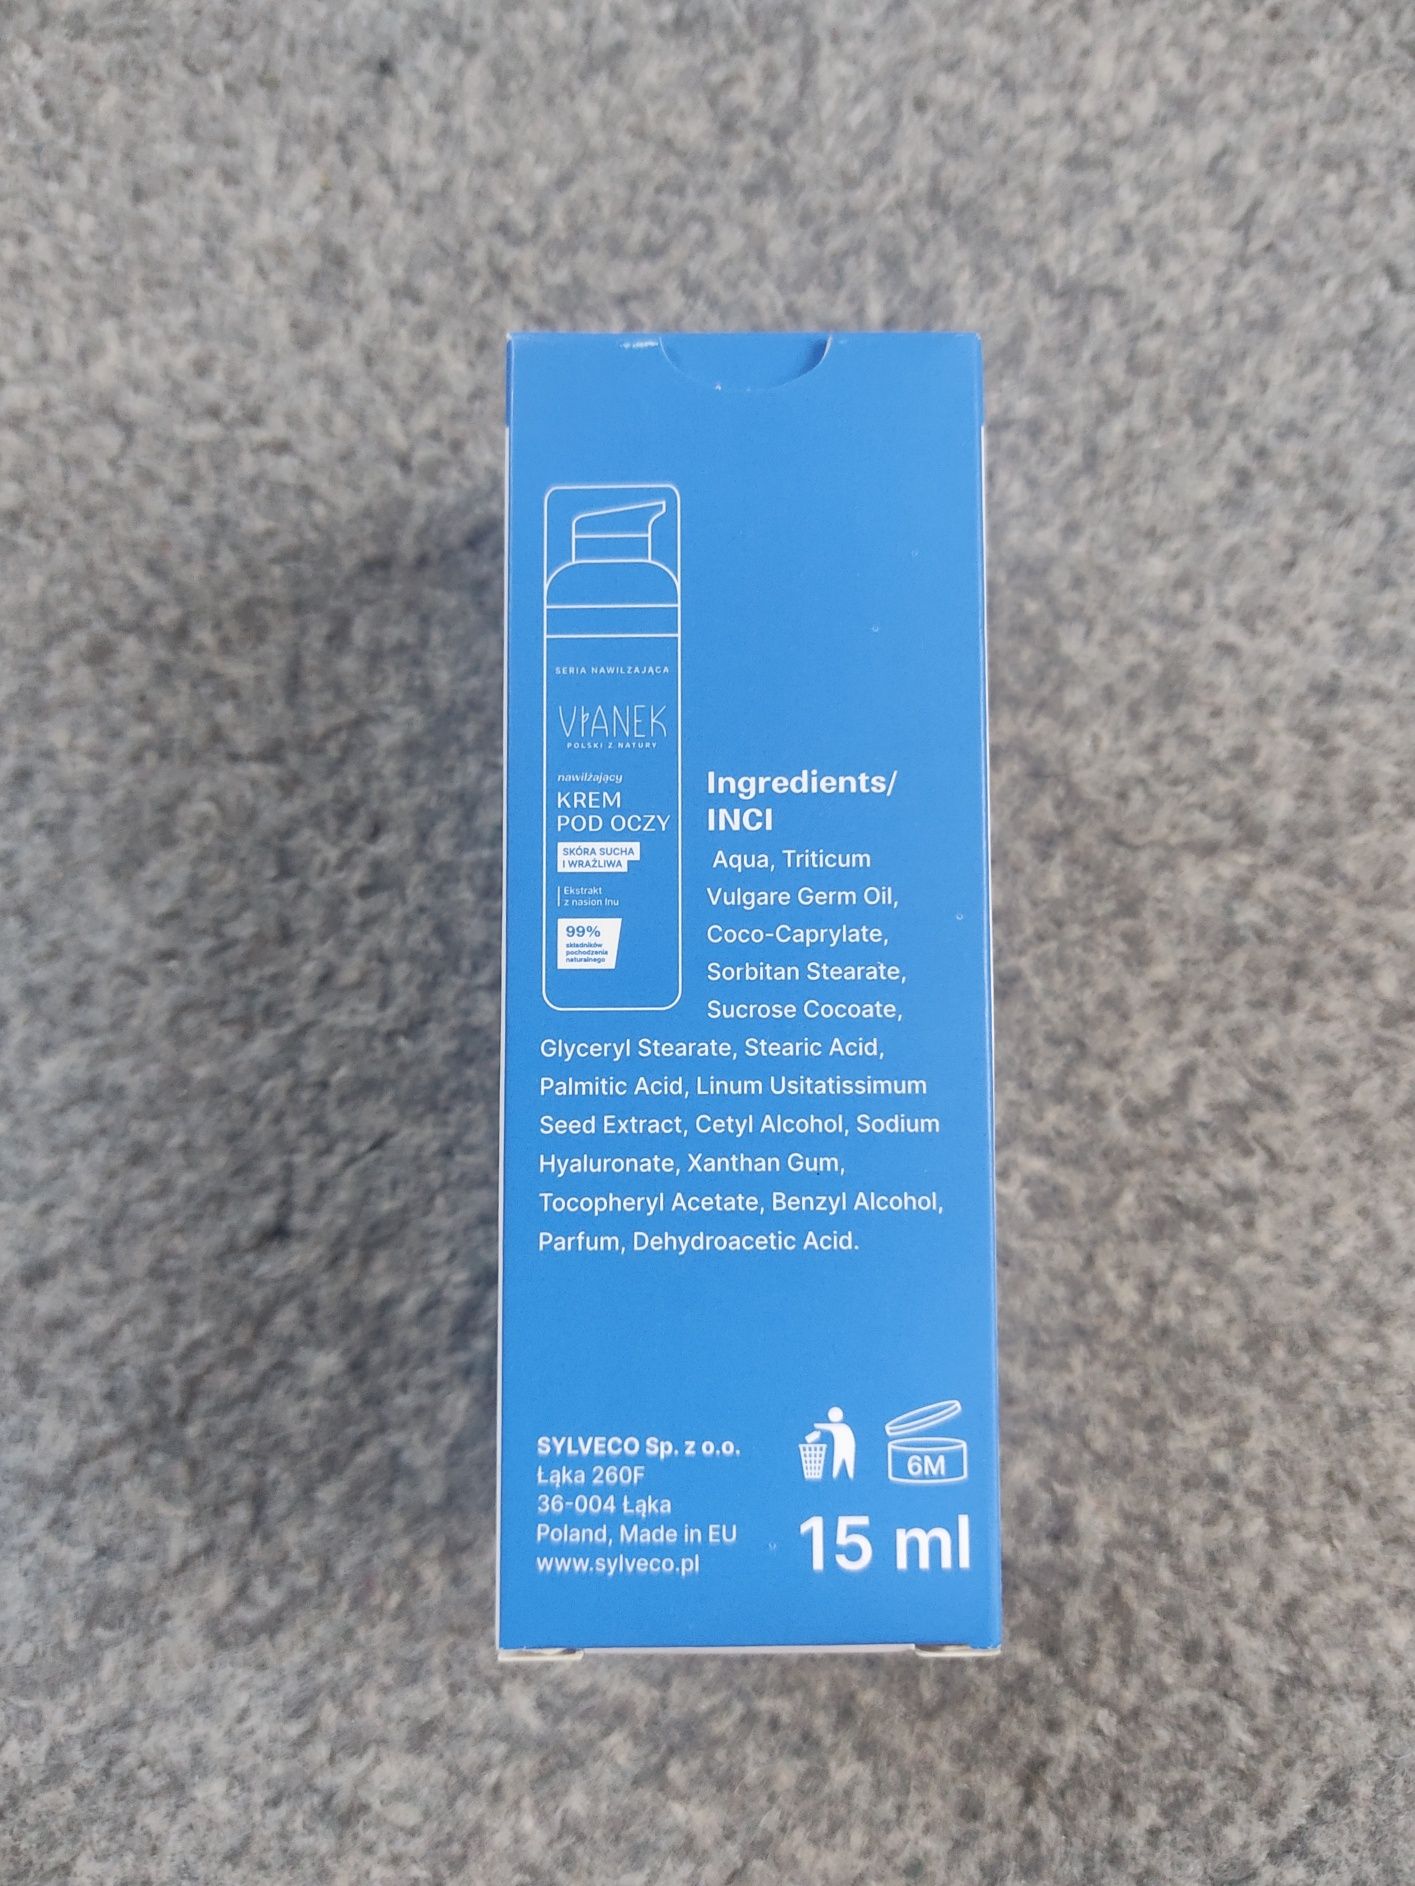 SERIA NAWILŻAJĄCA
VIANEK
POLSKI Z NATURY
nawilżający
KREM
POD OCZY
SKÓRA SUCHA
I WRAŻLIWA
Ekstrakt
z nasion lnu
99%
składników
pochodzenia
naturalnego
Ingredients/
INCI
Aqua, Triticum
Vulgare Germ Oil,
Coco-Caprylate,
Sorbitan Stearate,
Sucrose Cocoate,
Glyceryl Stearate, Stearic Acid,
Palmitic Acid, Linum Usitatissimum
Seed Extract, Cetyl Alcohol, Sodium
Hyaluronate, Xanthan Gum,
Tocopheryl Acetate, Benzyl Alcohol,
Parfum, Dehydroacetic Acid.
SYLVECO Sp. z o.o.
Łąka 260F
36-004 Łąka
Poland, Made in EU
www.sylveco.pl
6M
15 ml